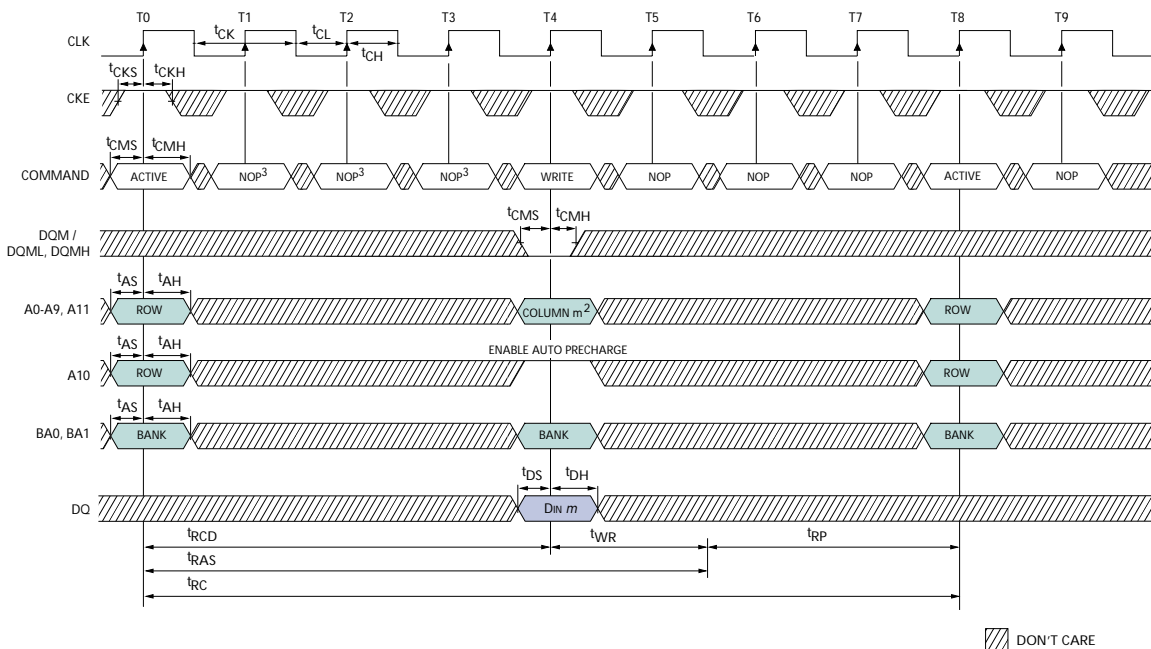 T0 T1 T2 T3 T4 T5 T6 T7 T8 T9
tCK tCL
CLK
tCH
tCKS tCKH
CKE
tCMS tCMH
COMMAND ACTIVE NOP3 NOP3 NOP3 WRITE NOP NOP NOP ACTIVE NOP
tCMS tCMH
DQM /
DQML, DQMH
tAS tAH
A0-A9, A11 ROW COLUMN m2 ROW
tAS tAH ENABLE AUTO PRECHARGE
A10 ROW ROW
tAS tAH
BA0, BA1 BANK BANK BANK
tDS tDH
DQ DIN m
tRCD tWR tRP
tRAS
tRC
DON'T CARE